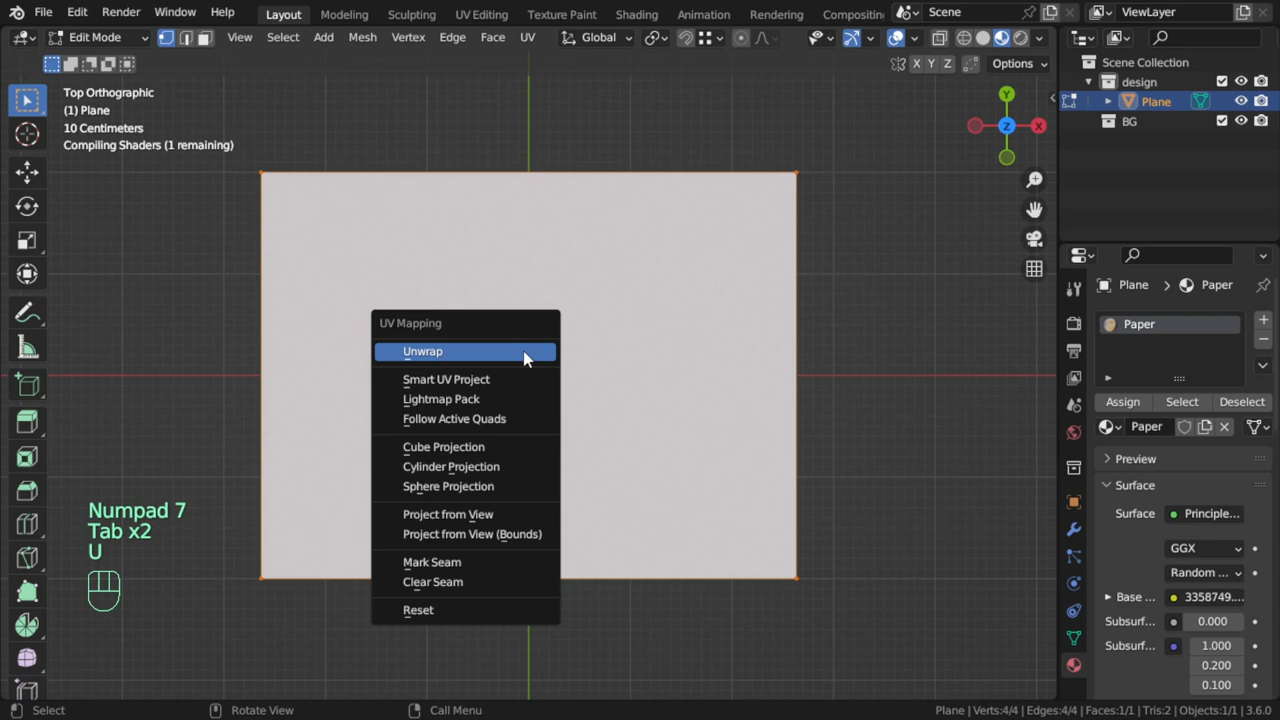 File Edit Render Window Help Layout Modeling Sculpting UV Editing Texture Paint Shading Animation Rendering Compositin Scene ViewLayer
Edit Mode View Select Add Mesh Vertex Edge Face UV Global
X Y Z Options
Top Orthographic
(1) Plane
10 Centimeters
Compiling Shaders (1 remaining)
Y
Z
X
UV Mapping
Unwrap
Smart UV Project
Lightmap Pack
Follow Active Quads
Cube Projection
Cylinder Projection
Sphere Projection
Project from View
Project from View (Bounds)
Mark Seam
Clear Seam
Reset
Numpad 7
Tab x2
U
Scene Collection
design
Plane
BG
Plane > Paper
Paper
Assign Select Deselect
Paper
Preview
Surface
Surface Principle...
GGX
Random ...
Base ... 3358749....
Subsurf... 0.000
Subsurf... 1.000
0.200
0.100
Select Rotate View Call Menu Plane | Verts:4/4 | Edges:4/4 | Faces:1/1 | Tris:2 | Objects:1/1 | 3.6.0